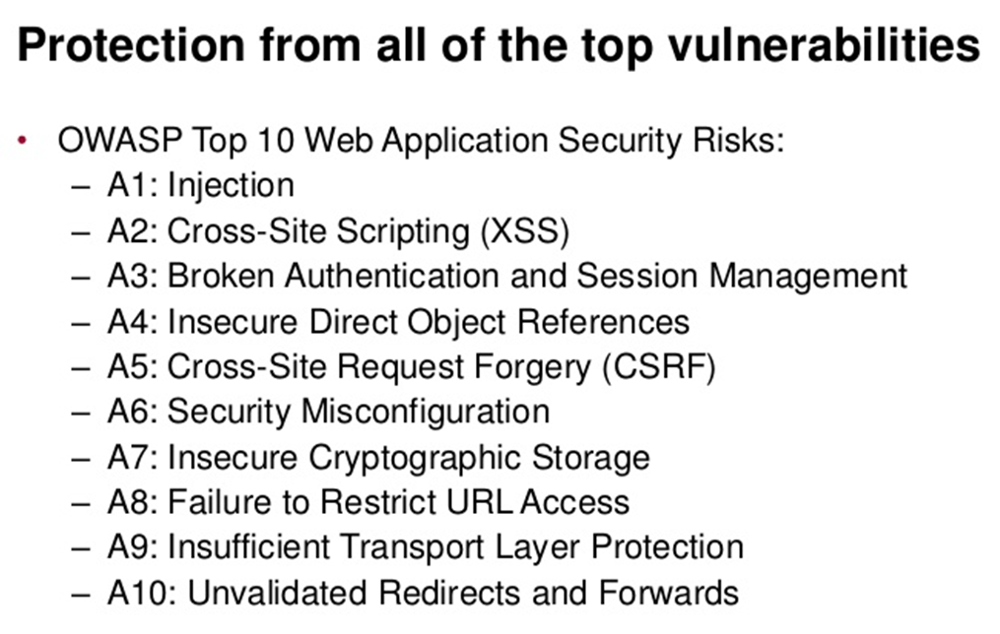 Protection from all of the top vulnerabilities
• OWASP Top 10 Web Application Security Risks:
– A1: Injection
– A2: Cross-Site Scripting (XSS)
– A3: Broken Authentication and Session Management
– A4: Insecure Direct Object References
– A5: Cross-Site Request Forgery (CSRF)
– A6: Security Misconfiguration
– A7: Insecure Cryptographic Storage
– A8: Failure to Restrict URL Access
– A9: Insufficient Transport Layer Protection
– A10: Unvalidated Redirects and Forwards